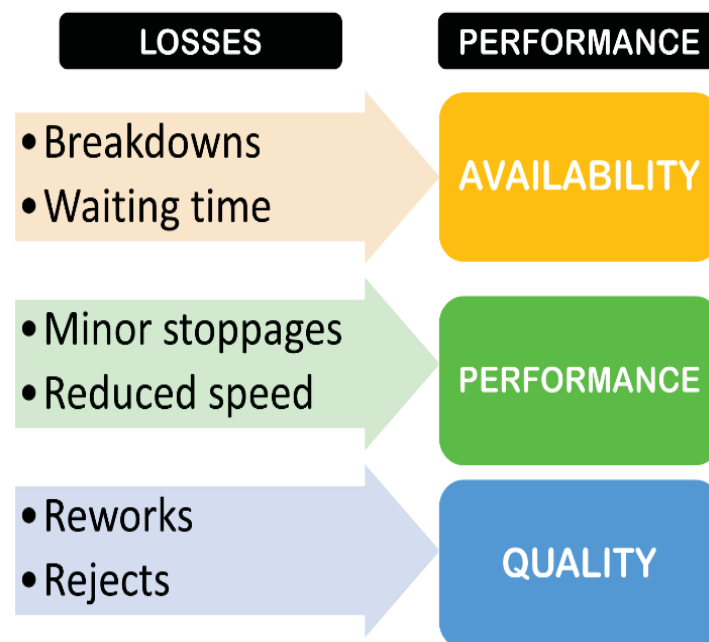 LOSSES
PERFORMANCE
• Breakdowns
• Waiting time
AVAILABILITY
• Minor stoppages
• Reduced speed
PERFORMANCE
• Reworks
• Rejects
QUALITY